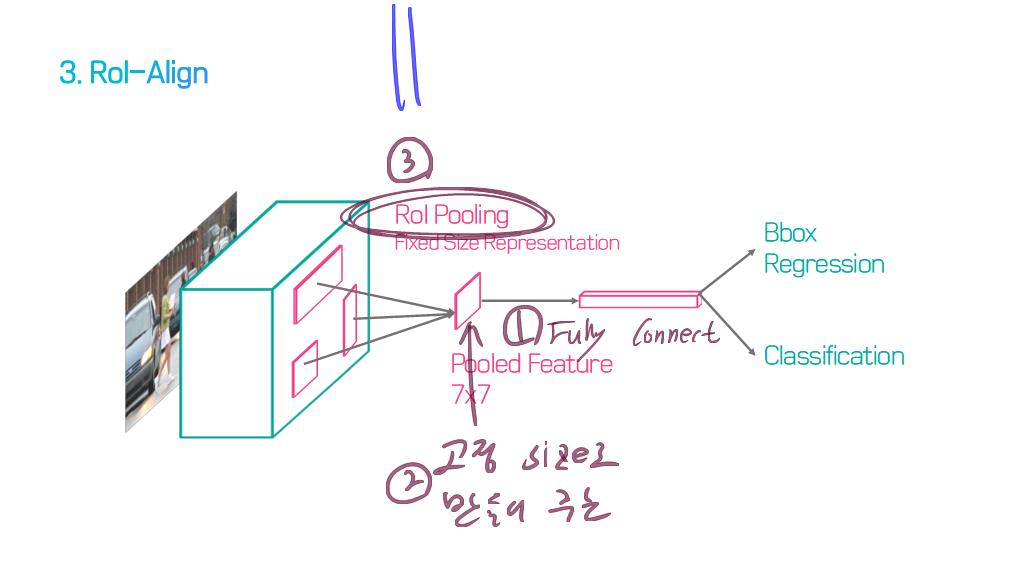 3. RoI-Align
③
RoI Pooling
Fixed Size Representation
Bbox
Regression
① Fully Connect
Pooled Feature
7x7
Classification
② 고정 size로
만들어 주는